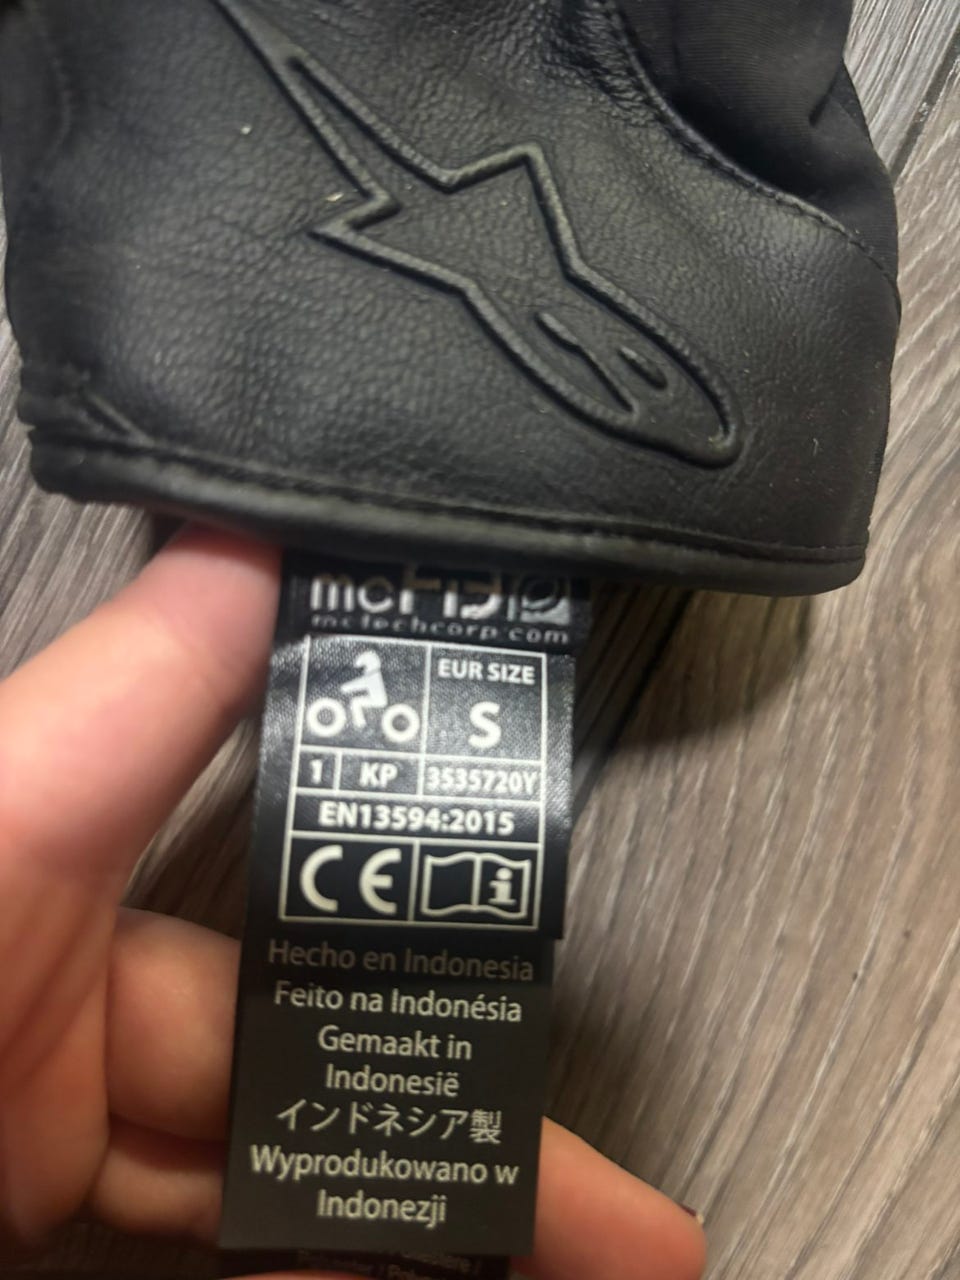 mctechcorp.com
EUR SIZE
S
1 KP 3535720Y
EN13594:2015
CE
Hecho en Indonesia
Feito na Indonésia
Gemaakt in
Indonesië
インドネシア製
Wyprodukowano w
Indonezji